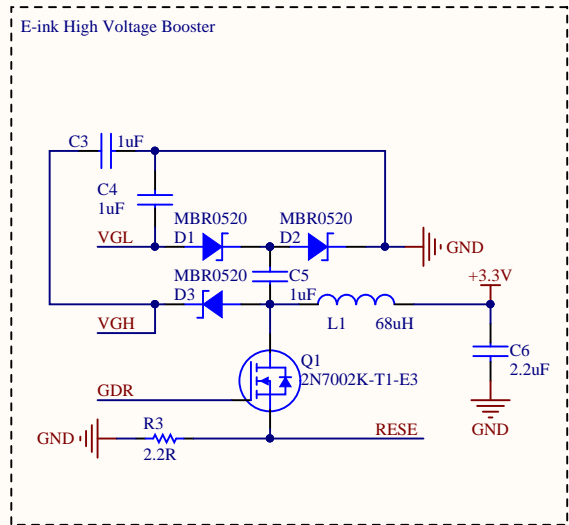 E-ink High Voltage Booster
C3
1uF
C4
1uF
MBR0520
D1
MBR0520
D2
VGL
GND
MBR0520
D3
C5
1uF
+3.3V
VGH
L1
68uH
C6
2.2uF
Q1
2N7002K-T1-E3
GDR
GND
R3
2.2R
RESE
GND